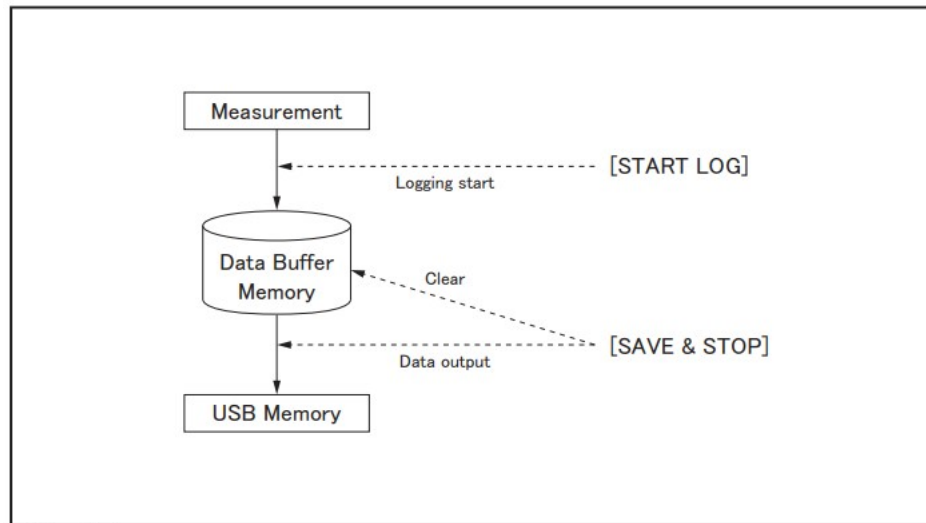 Measurement
[START LOG]
Logging start
Data Buffer
Memory
Clear
[SAVE & STOP]
Data output
USB Memory